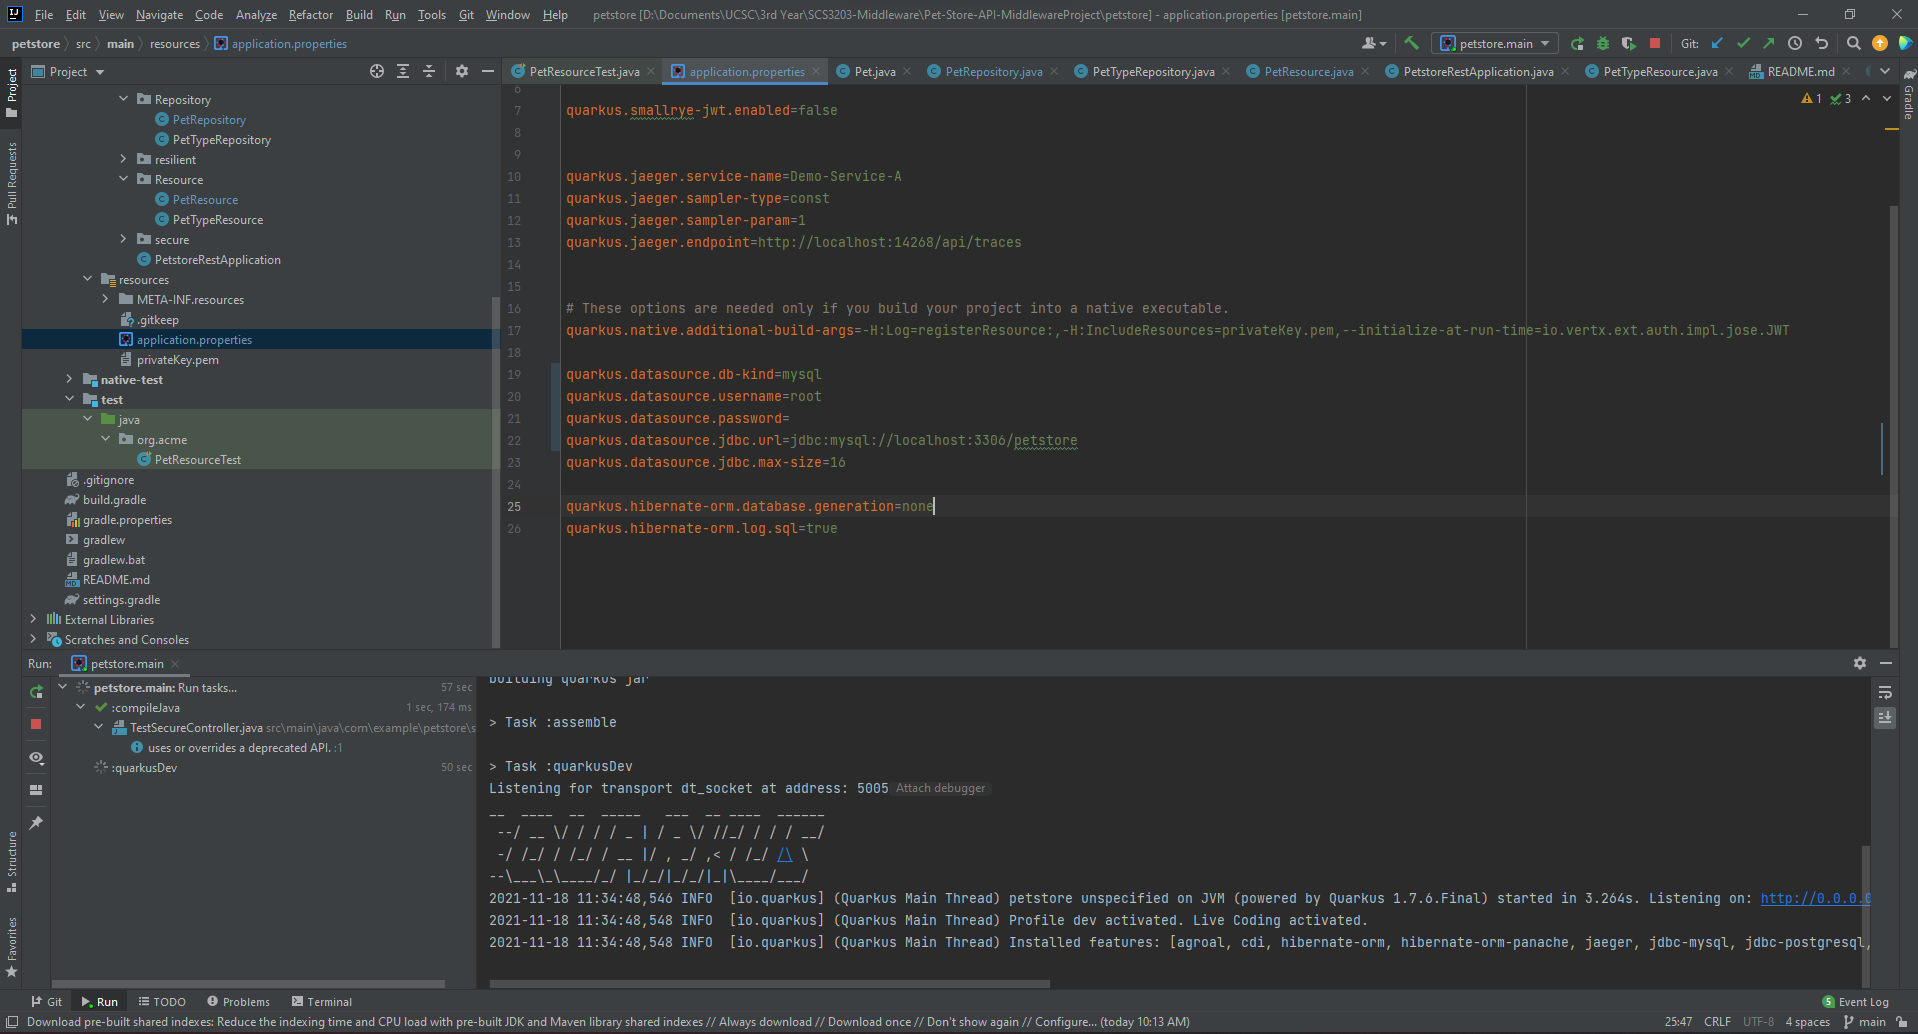 File Edit View Navigate Code Analyze Refactor Build Run Tools Git Window Help petstore [D:\Documents\UCSC\3rd Year\SCS3203-Middleware\Pet-Store-API-MiddlewareProject\petstore] - application.properties [petstore.main]
petstore src main resources application.properties petstore.main Git:
Project
PetResourceTest.java application.properties Pet.java PetRepository.java PetTypeRepository.java PetResource.java PetstoreRestApplication.java PetTypeResource.java README.md
Project
Pull Requests
Structure
Favorites
Gradle
Repository
PetRepository
PetTypeRepository
resilient
Resource
PetResource
PetTypeResource
secure
PetstoreRestApplication
resources
META-INF.resources
.gitkeep
application.properties
privateKey.pem
native-test
test
java
org.acme
PetResourceTest
.gitignore
build.gradle
gradle.properties
gradlew
gradlew.bat
README.md
settings.gradle
External Libraries
Scratches and Consoles
1 3
6
7 quarkus.smallrye-jwt.enabled=false
8
9
10 quarkus.jaeger.service-name=Demo-Service-A
11 quarkus.jaeger.sampler-type=const
12 quarkus.jaeger.sampler-param=1
13 quarkus.jaeger.endpoint=http://localhost:14268/api/traces
14
15
16 # These options are needed only if you build your project into a native executable.
17 quarkus.native.additional-build-args=-H:Log=registerResource:,-H:IncludeResources=privateKey.pem,--initialize-at-run-time=io.vertx.ext.auth.impl.jose.JWT
18
19 quarkus.datasource.db-kind=mysql
20 quarkus.datasource.username=root
21 quarkus.datasource.password=
22 quarkus.datasource.jdbc.url=jdbc:mysql://localhost:3306/petstore
23 quarkus.datasource.jdbc.max-size=16
24
25 quarkus.hibernate-orm.database.generation=none
26 quarkus.hibernate-orm.log.sql=true
Run: petstore.main
petstore.main: Run tasks... 57 sec
:compileJava 1 sec, 174 ms
TestSecureController.java src\main\java\com\example\petstore\s
uses or overrides a deprecated API. :1
:quarkusDev 50 sec
building quarkus jar
> Task :assemble
> Task :quarkusDev
Listening for transport dt_socket at address: 5005 Attach debugger
__  ____  __  _____   ___  __ ____  ______
 --/ __ \/ / / / _ | / _ \/ //_/ / / / __/
 -/ /_/ / /_/ / __ |/ , _/ ,< / /_/ /\ \
--\___\_\____/_/ |_/_/|_/_/|_|\____/___/
2021-11-18 11:34:48,546 INFO  [io.quarkus] (Quarkus Main Thread) petstore unspecified on JVM (powered by Quarkus 1.7.6.Final) started in 3.264s. Listening on: http://0.0.0.0
2021-11-18 11:34:48,548 INFO  [io.quarkus] (Quarkus Main Thread) Profile dev activated. Live Coding activated.
2021-11-18 11:34:48,548 INFO  [io.quarkus] (Quarkus Main Thread) Installed features: [agroal, cdi, hibernate-orm, hibernate-orm-panache, jaeger, jdbc-mysql, jdbc-postgresql,
Git Run TODO Problems Terminal 5 Event Log
Download pre-built shared indexes: Reduce the indexing time and CPU load with pre-built JDK and Maven library shared indexes // Always download // Download once // Don't show again // Configure... (today 10:13 AM) 25:47 CRLF UTF-8 4 spaces main